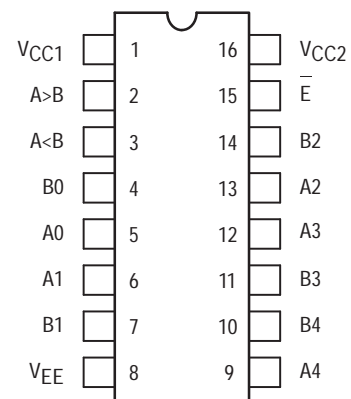 VCC1 1 16 VCC2
A>B 2 15 E̅
A<B 3 14 B2
B0 4 13 A2
A0 5 12 A3
A1 6 11 B3
B1 7 10 B4
VEE 8 9 A4